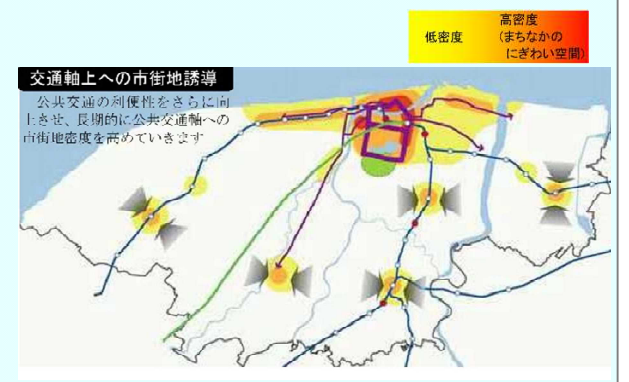 低密度
高密度
(まちなかの
にぎわい空間)
交通軸上への市街地誘導
公共交通の利便性をさらに向
上させ、長期的に公共交通軸への
市街地密度を高めていきます